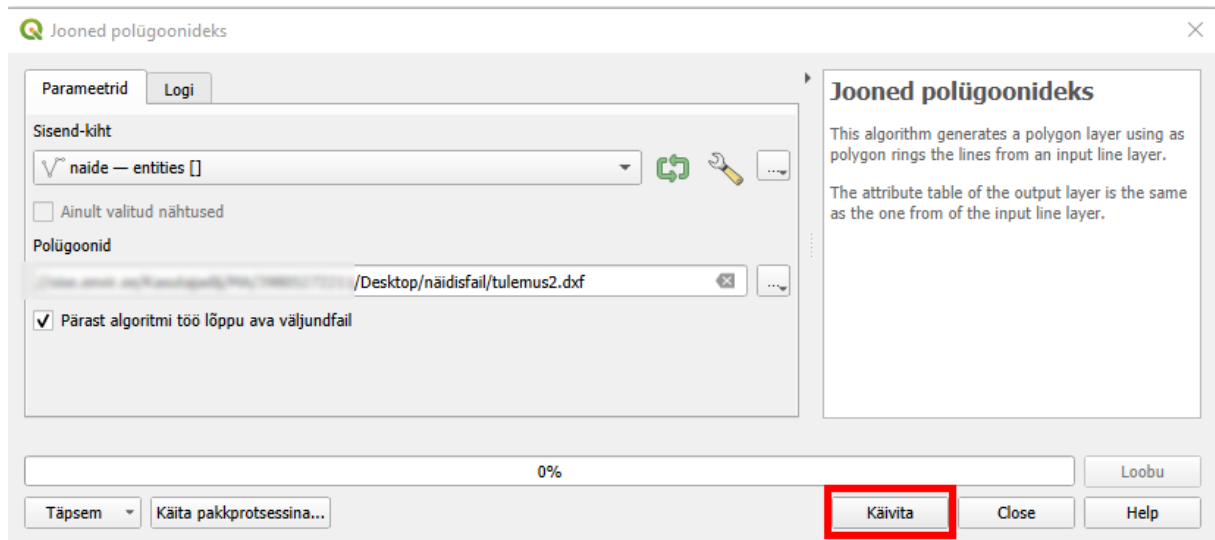 Jooned polügoonideks
Parameetrid
Logi
Sisend-kiht
naide — entities []
...
Ainult valitud nähtused
Polügoonid
/Desktop/näidisfail/tulemus2.dxf
...
Pärast algoritmi töö lõppu ava väljundfail
Jooned polügoonideks
This algorithm generates a polygon layer using as
polygon rings the lines from an input line layer.
The attribute table of the output layer is the same
as the one from of the input line layer.
0%
Loobu
Täpsem
Käita pakkprotsessina...
Käivita
Close
Help